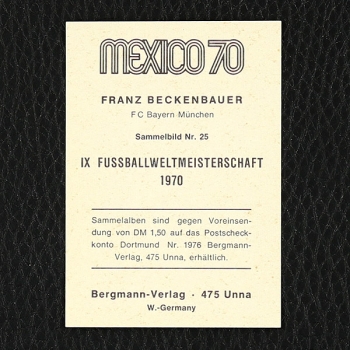 MEXICO 70
FRANZ BECKENBAUER
FC Bayern München
Sammelbild Nr. 25
IX FUSSBALLWELTMEISTERSCHAFT
1970
Sammelalben sind gegen Voreinsen-
dung von DM 1,50 auf das Postscheck-
konto Dortmund Nr. 1976 Bergmann-
Verlag, 475 Unna, erhältlich.
Bergmann-Verlag · 475 Unna
W.-Germany